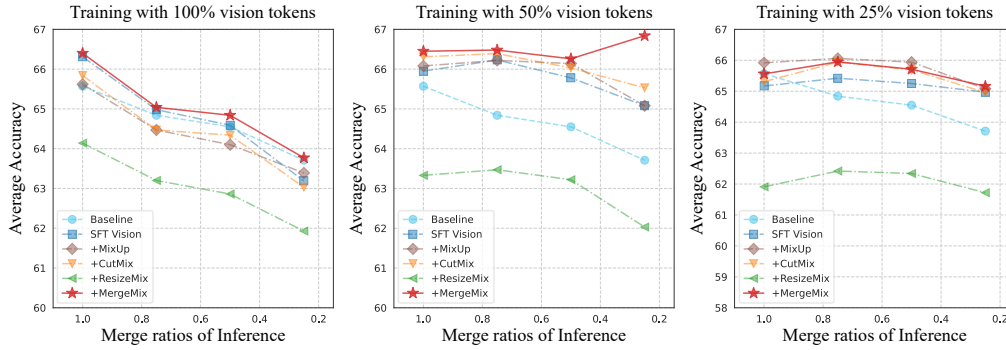 Training with 100% vision tokens
Average Accuracy
67
66
65
64
63
62
61
60
Baseline
SFT Vision
+MixUp
+CutMix
+ResizeMix
+MergeMix
1.0 0.8 0.6 0.4 0.2
Merge ratios of Inference
Training with 50% vision tokens
Average Accuracy
67
66
65
64
63
62
61
60
Baseline
SFT Vision
+MixUp
+CutMix
+ResizeMix
+MergeMix
1.0 0.8 0.6 0.4 0.2
Merge ratios of Inference
Training with 25% vision tokens
Average Accuracy
67
66
65
64
63
62
61
60
59
58
Baseline
SFT Vision
+MixUp
+CutMix
+ResizeMix
+MergeMix
1.0 0.8 0.6 0.4 0.2
Merge ratios of Inference